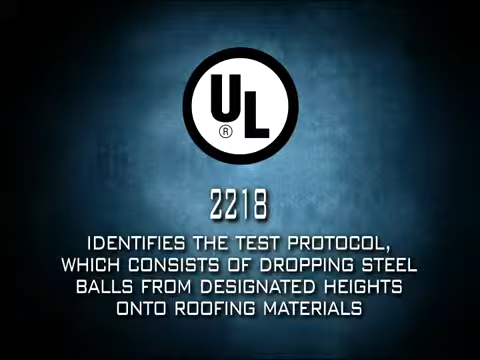 UL
®
2218
IDENTIFIES THE TEST PROTOCOL,
WHICH CONSISTS OF DROPPING STEEL
BALLS FROM DESIGNATED HEIGHTS
ONTO ROOFING MATERIALS